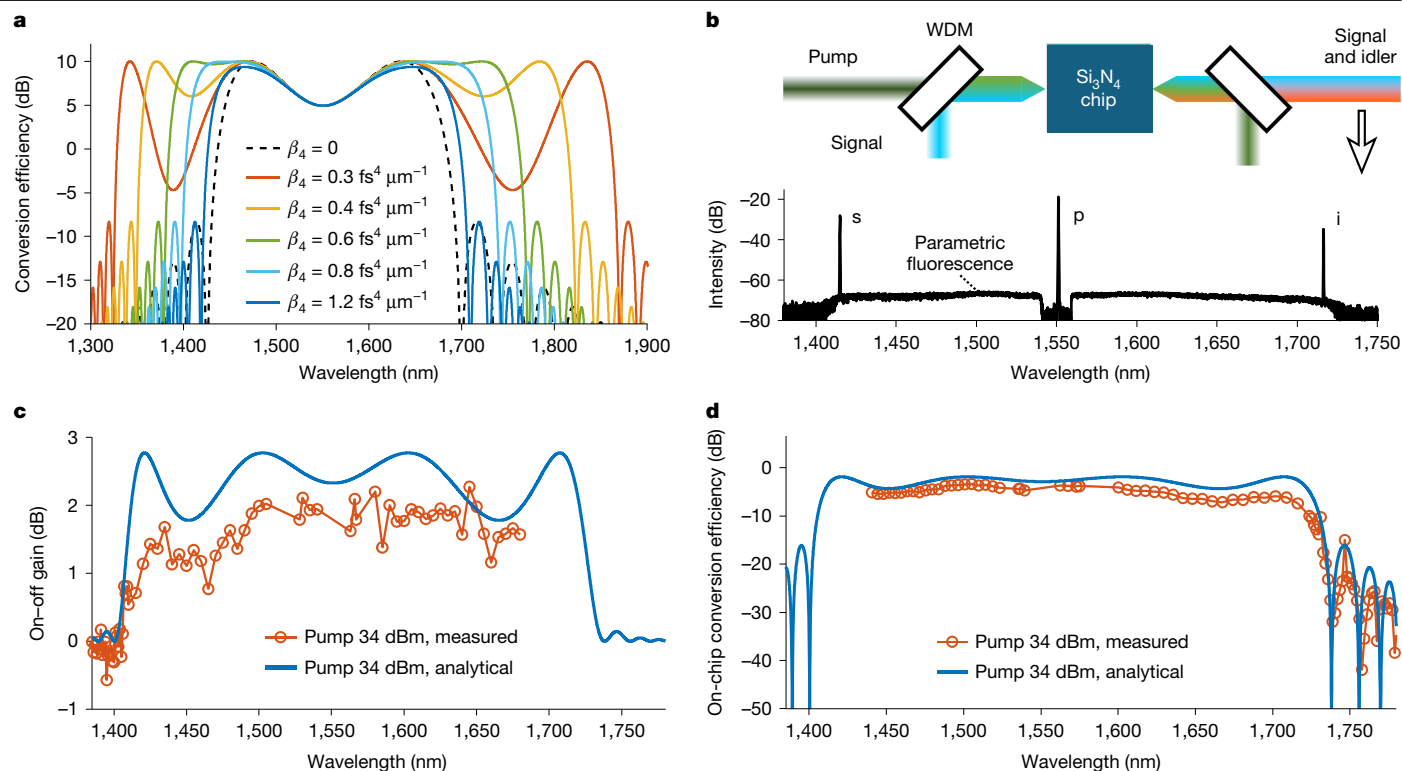 a
Conversion efficiency (dB)
10
5
0
−5
−10
−15
−20
β4 = 0
β4 = 0.3 fs⁴ μm⁻¹
β4 = 0.4 fs⁴ μm⁻¹
β4 = 0.6 fs⁴ μm⁻¹
β4 = 0.8 fs⁴ μm⁻¹
β4 = 1.2 fs⁴ μm⁻¹
1,300 1,400 1,500 1,600 1,700 1,800 1,900
Wavelength (nm)
b
WDM
Pump
Signal
Si₃N₄
chip
Signal
and idler
Intensity (dB)
−20
−40
−60
−80
s
p
i
Parametric
fluorescence
1,400 1,450 1,500 1,550 1,600 1,650 1,700 1,750
Wavelength (nm)
c
On–off gain (dB)
3
2
1
0
−1
Pump 34 dBm, measured
Pump 34 dBm, analytical
1,400 1,450 1,500 1,550 1,600 1,650 1,700 1,750
Wavelength (nm)
d
On-chip conversion efficiency (dB)
0
−10
−20
−30
−40
−50
Pump 34 dBm, measured
Pump 34 dBm, analytical
1,400 1,450 1,500 1,550 1,600 1,650 1,700 1,750
Wavelength (nm)